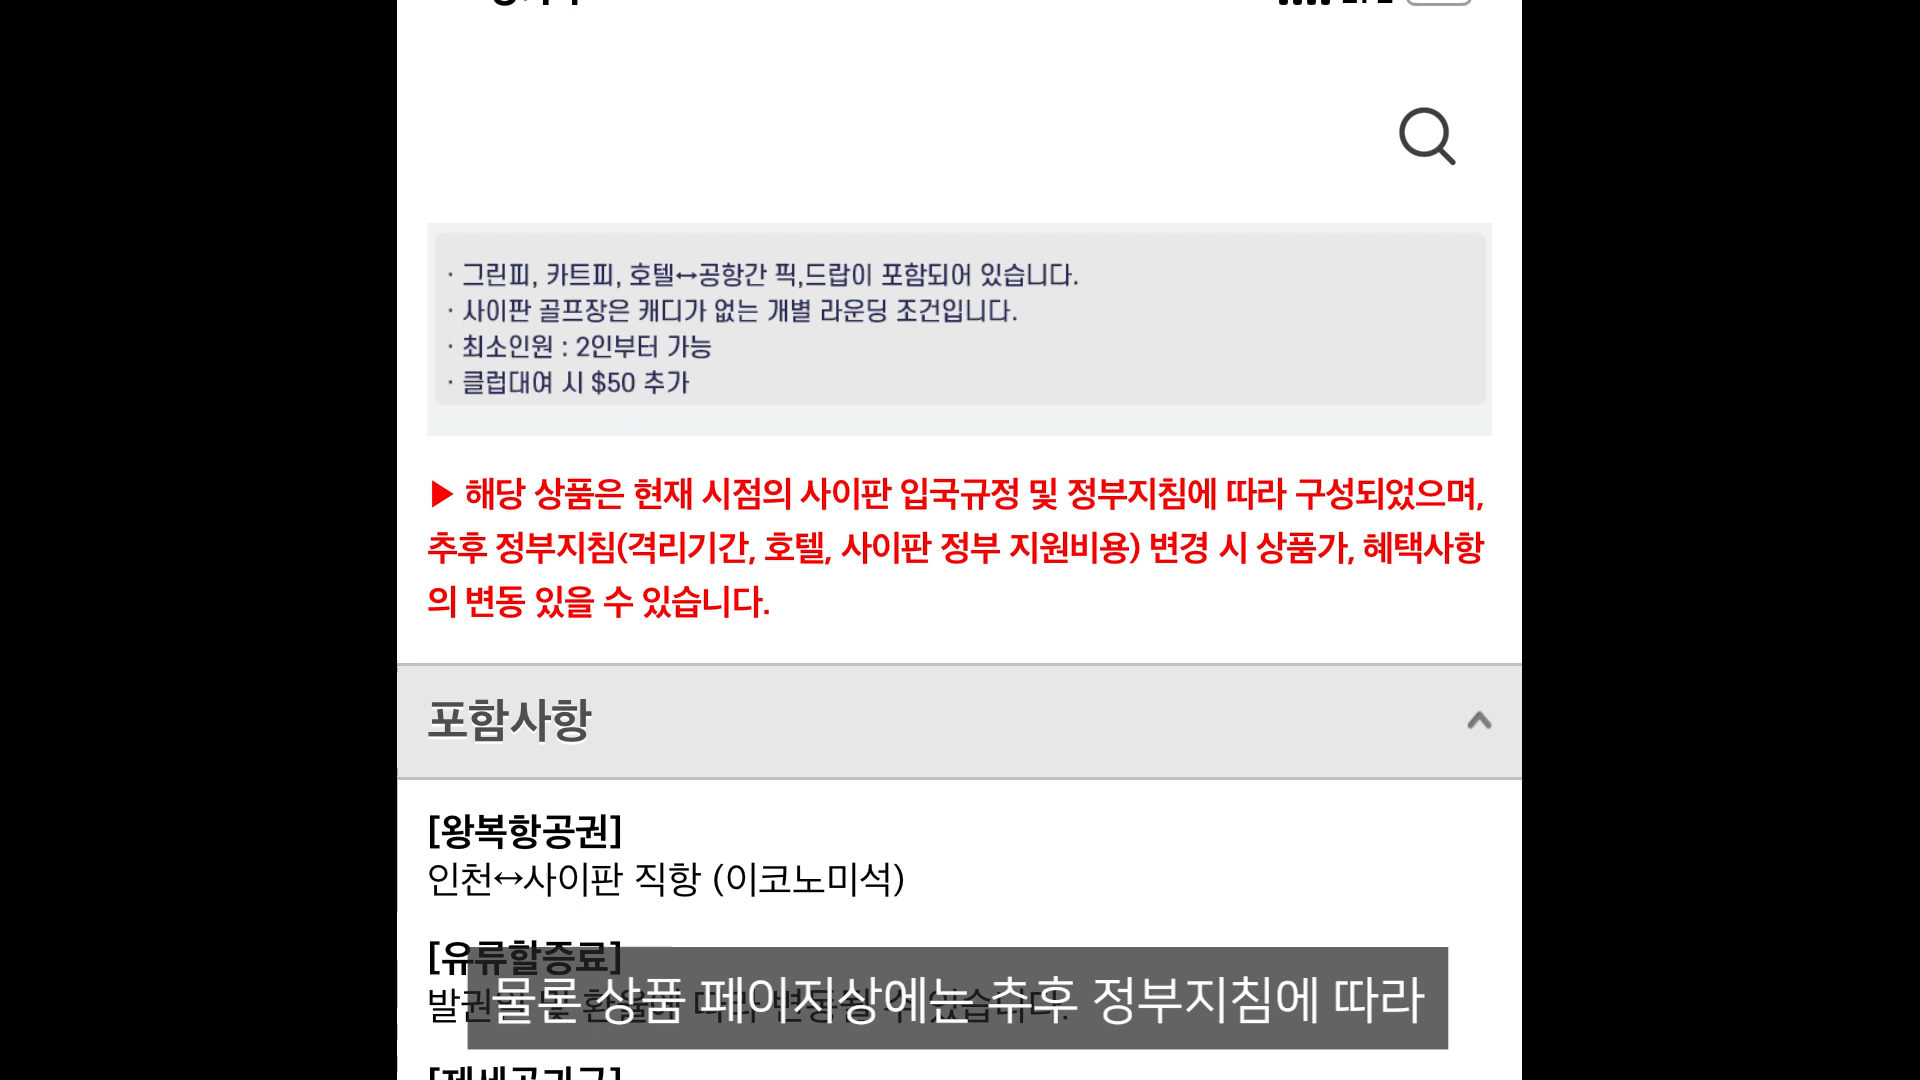 · 그린피, 카트피, 호텔↔공항간 픽,드랍이 포함되어 있습니다.
· 사이판 골프장은 캐디가 없는 개별 라운딩 조건입니다.
· 최소인원 : 2인부터 가능
· 클럽대여 시 $50 추가
▶ 해당 상품은 현재 시점의 사이판 입국규정 및 정부지침에 따라 구성되었으며,
추후 정부지침(격리기간, 호텔, 사이판 정부 지원비용) 변경 시 상품가, 혜택사항
의 변동 있을 수 있습니다.
포함사항
[왕복항공권]
인천↔사이판 직항 (이코노미석)
[유류할증료]
물론 상품 페이지상에는 추후 정부지침에 따라